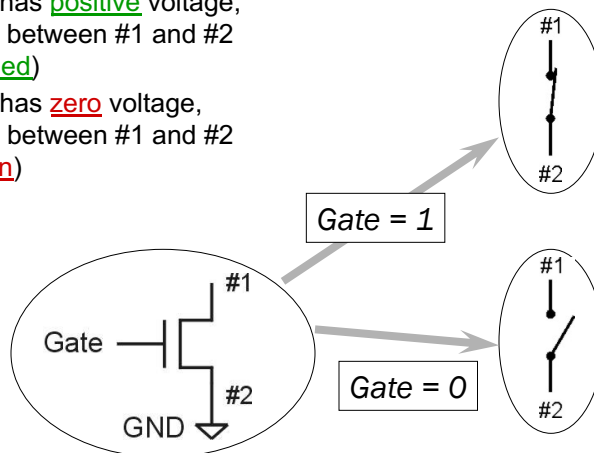 has positive voltage,
between #1 and #2
ed)
has zero voltage,
between #1 and #2
n)
#1
#2
Gate = 1
#1
Gate
#2
GND
#1
#2
Gate = 0